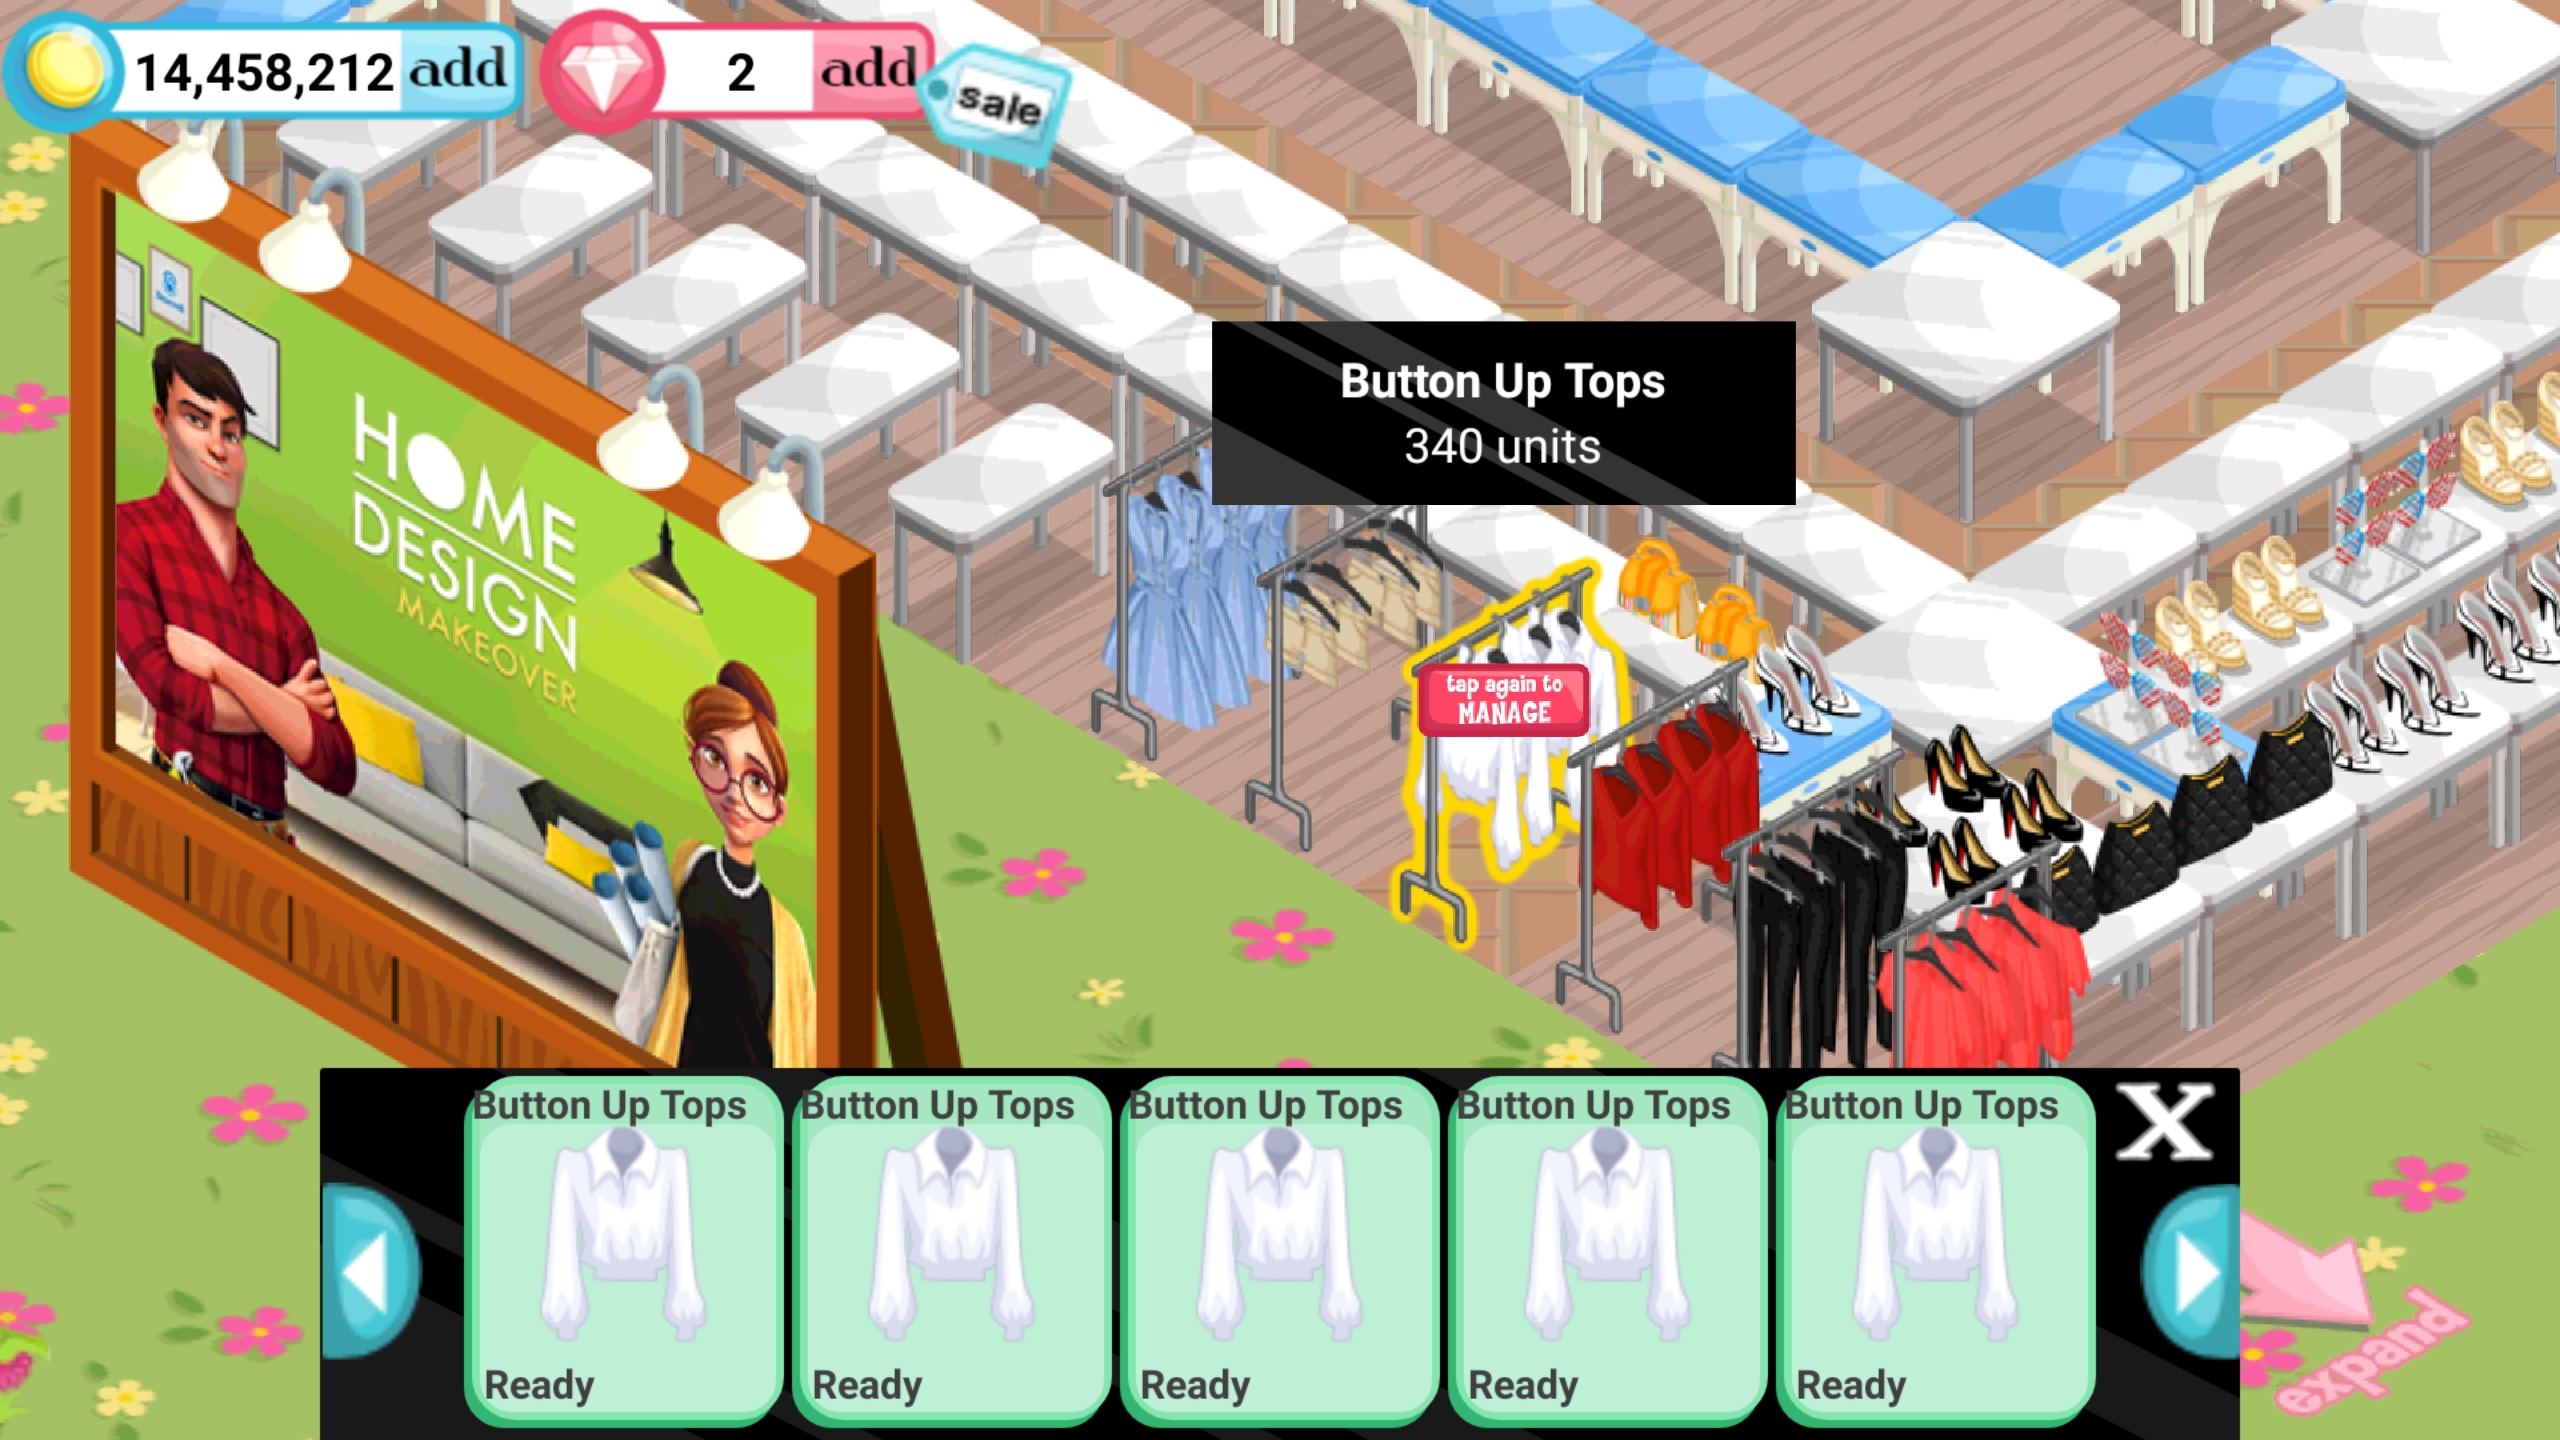 14,458,212 add
2 add
sale
HOME
DESIGN
MAKEOVER
Button Up Tops
340 units
tap again to
MANAGE
Button Up Tops
Ready
Button Up Tops
Ready
Button Up Tops
Ready
Button Up Tops
Ready
Button Up Tops
Ready
X
expand